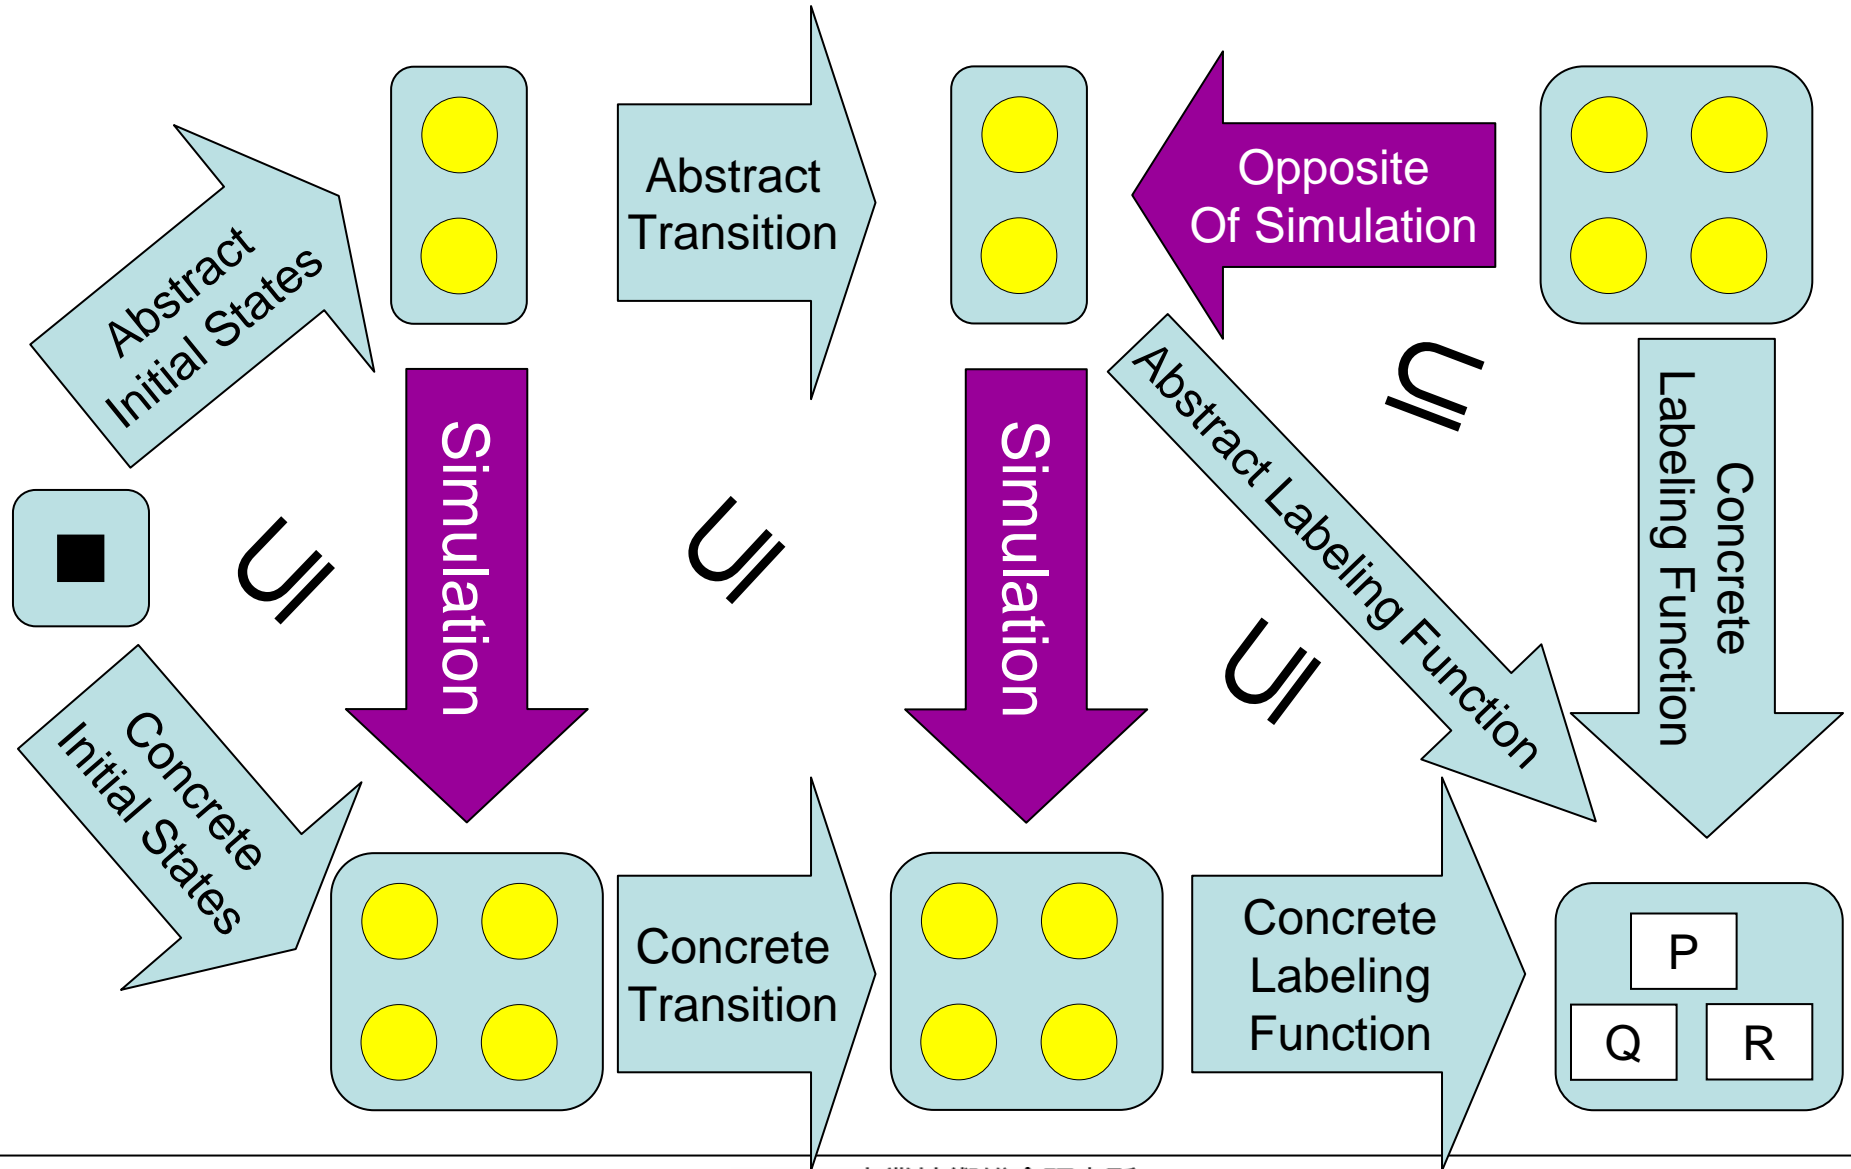 Abstract
Initial States
Abstract
Transition
Opposite
Of Simulation
Simulation
Simulation
Abstract Labeling Function
Concrete
Labeling Function
Concrete
Initial States
Concrete
Transition
Concrete
Labeling
Function
P
Q
R